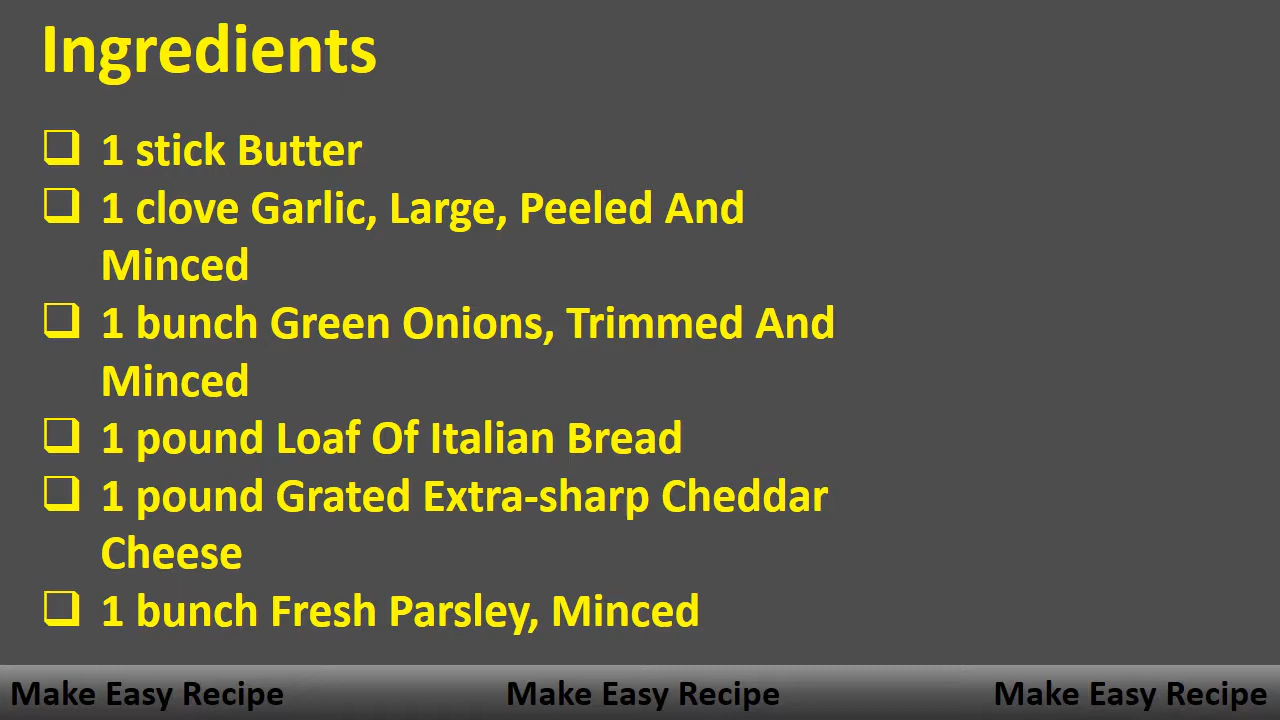 Ingredients
❑ 1 stick Butter
❑ 1 clove Garlic, Large, Peeled And
Minced
❑ 1 bunch Green Onions, Trimmed And
Minced
❑ 1 pound Loaf Of Italian Bread
❑ 1 pound Grated Extra-sharp Cheddar
Cheese
❑ 1 bunch Fresh Parsley, Minced
Make Easy Recipe Make Easy Recipe Make Easy Recipe